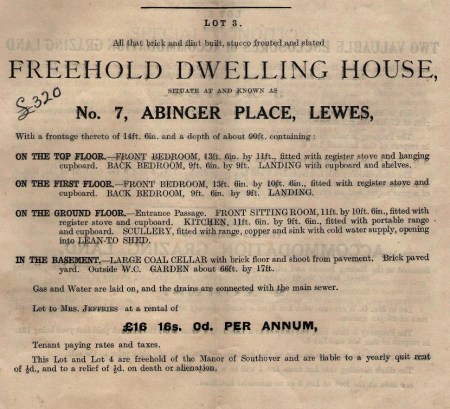 LOT 3.
All that brick and flint built, stucco fronted and slated
FREEHOLD DWELLING HOUSE,
SITUATE AT AND KNOWN AS
£320
No. 7, ABINGER PLACE, LEWES,
With a frontage thereto of 14ft. 6in. and a depth of about 90ft. containing:
ON THE TOP FLOOR.—FRONT BEDROOM, 13ft. 6in. by 11ft., fitted with register stove and hanging
cupboard. BACK BEDROOM, 9ft. 6in. by 9ft. LANDING with cupboard and shelves.
ON THE FIRST FLOOR.—FRONT BEDROOM, 13ft. 6in. by 10ft. 6in., fitted with register stove and
cupboard. BACK BEDROOM, 9ft. 6in. by 9ft. LANDING.
ON THE GROUND FLOOR.—Entrance Passage. FRONT SITTING ROOM, 11ft. by 10ft. 6in., fitted with
register stove and cupboard. KITCHEN, 11ft. 6in. by 9ft. 6in., fitted with portable range
and cupboard. SCULLERY, fitted with range, copper and sink with cold water supply, opening
into LEAN-TO SHED.
IN THE BASEMENT.—LARGE COAL CELLAR with brick floor and shoot from pavement. Brick paved
yard. Outside W.C. GARDEN about 66ft. by 17ft.
Gas and Water are laid on, and the drains are connected with the main sewer.
Let to Mrs. JEFFRIES at a rental of
£16 16s. 0d. PER ANNUM,
Tenant paying rates and taxes.
This Lot and Lot 4 are freehold of the Manor of Southover and are liable to a yearly quit rent
of ½d., and to a relief of ½d. on death or alienation.